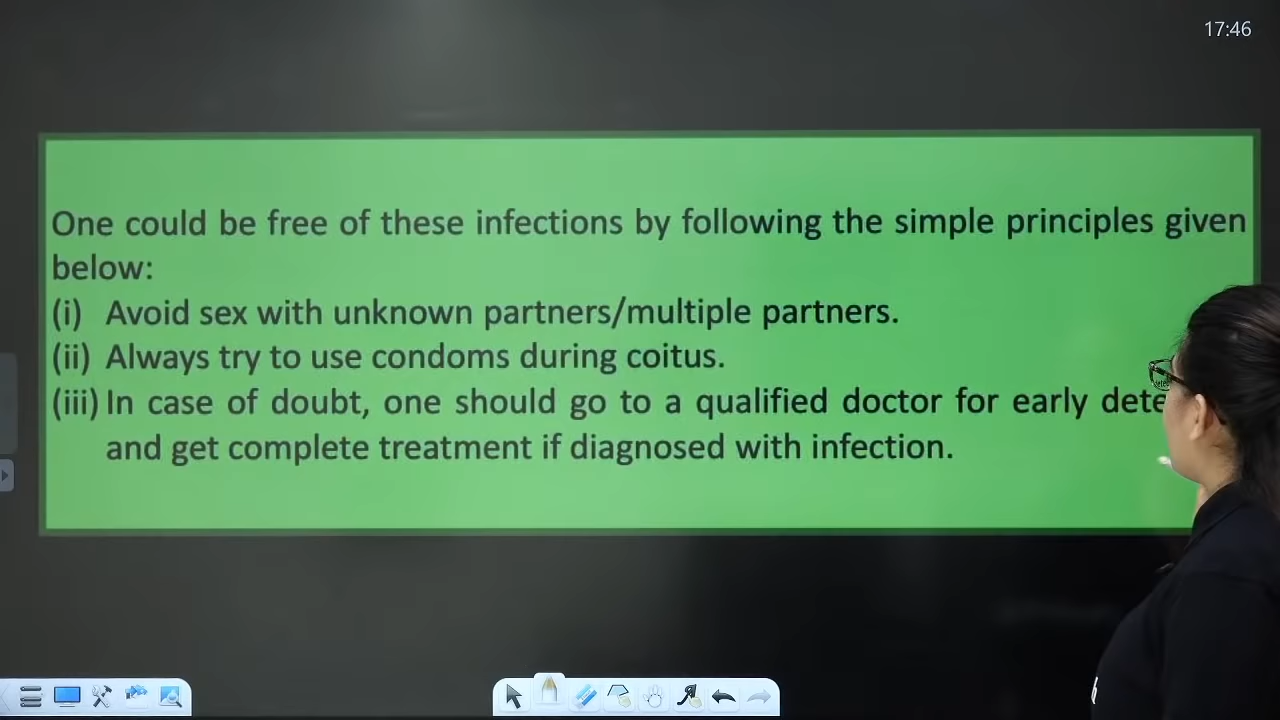 17:46
One could be free of these infections by following the simple principles given
below:
(i) Avoid sex with unknown partners/multiple partners.
(ii) Always try to use condoms during coitus.
(iii) In case of doubt, one should go to a qualified doctor for early dete
and get complete treatment if diagnosed with infection.